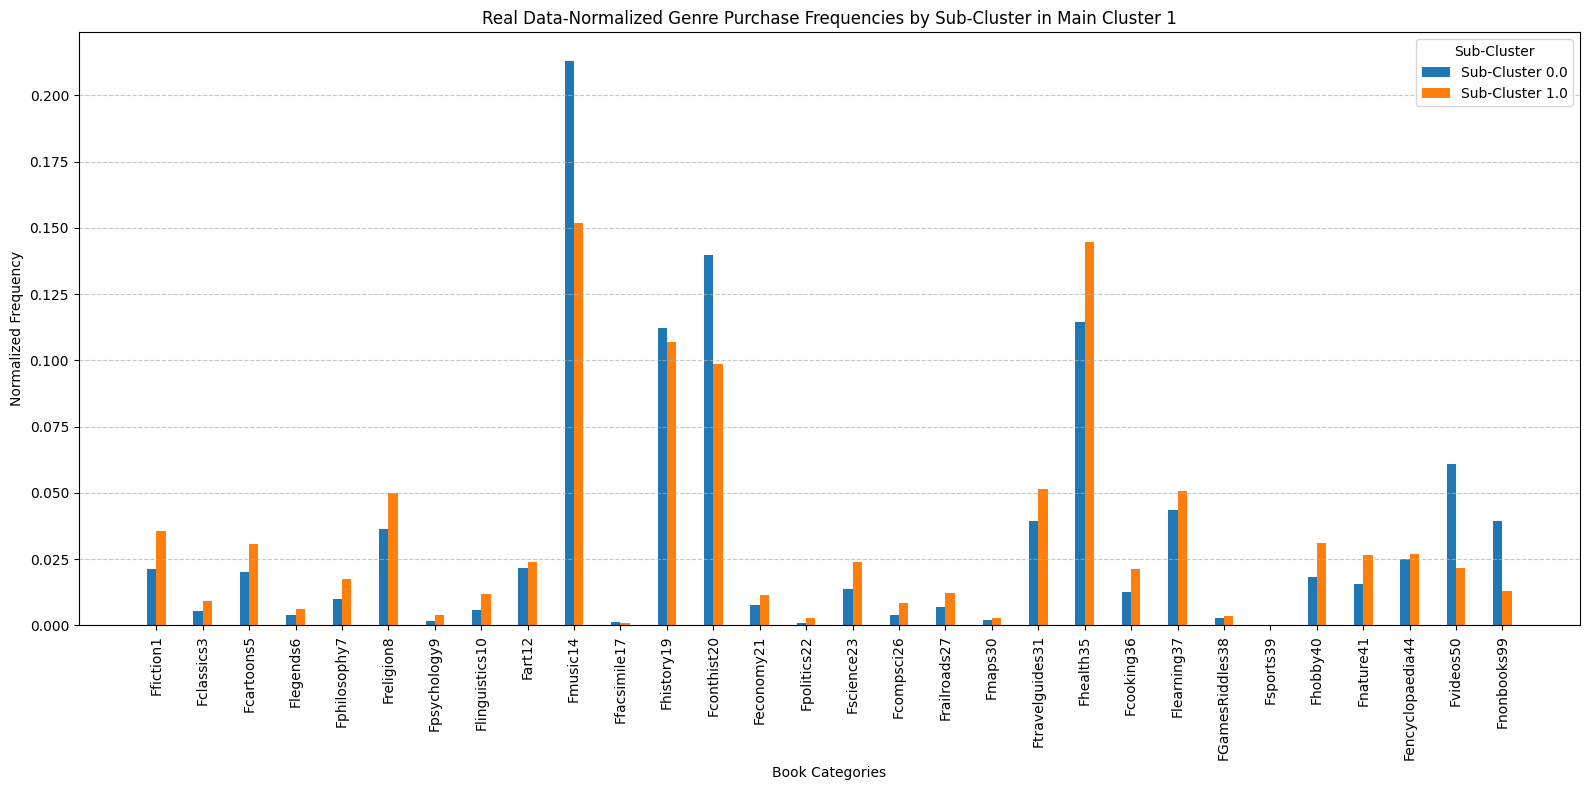 Real Data-Normalized Genre Purchase Frequencies by Sub-Cluster in Main Cluster 1
Sub-Cluster
Sub-Cluster 0.0
Sub-Cluster 1.0
Normalized Frequency
0.200
0.175
0.150
0.125
0.100
0.075
0.050
0.025
0.000
Ffiction1
Fclassics3
Fcartoons5
Flegends6
Fphilosophy7
Freligion8
Fpsychology9
Flinguistics10
Fart12
Fmusic14
Ffacsimile17
Fhistory19
Fconthist20
Feconomy21
Fpolitics22
Fscience23
Fcompsci26
Frailroads27
Fmaps30
Ftravelguides31
Fhealth35
Fcooking36
Flearning37
FGamesRiddles38
Fsports39
Fhobby40
Fnature41
Fencyclopaedia44
Fvideos50
Fnonbooks99
Book Categories